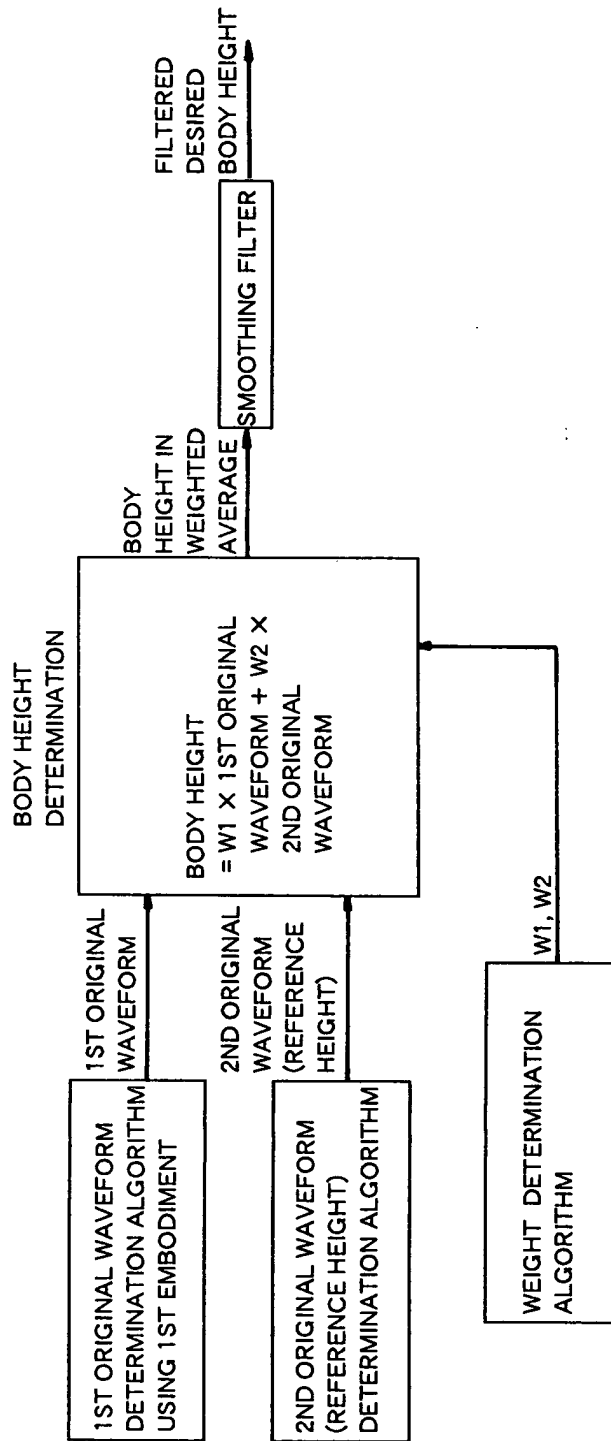 1ST ORIGINAL WAVEFORM
DETERMINATION ALGORITHM
USING 1ST EMBODIMENT
1ST ORIGINAL
WAVEFORM
2ND ORIGINAL WAVEFORM
(REFERENCE HEIGHT)
DETERMINATION ALGORITHM
2ND ORIGINAL
WAVEFORM
(REFERENCE
HEIGHT)
WEIGHT DETERMINATION
ALGORITHM
W1, W2
BODY HEIGHT
DETERMINATION
BODY HEIGHT
= W1 × 1ST ORIGINAL
WAVEFORM + W2 ×
2ND ORIGINAL
WAVEFORM
BODY
HEIGHT IN
WEIGHTED
AVERAGE
SMOOTHING FILTER
FILTERED
DESIRED
BODY HEIGHT